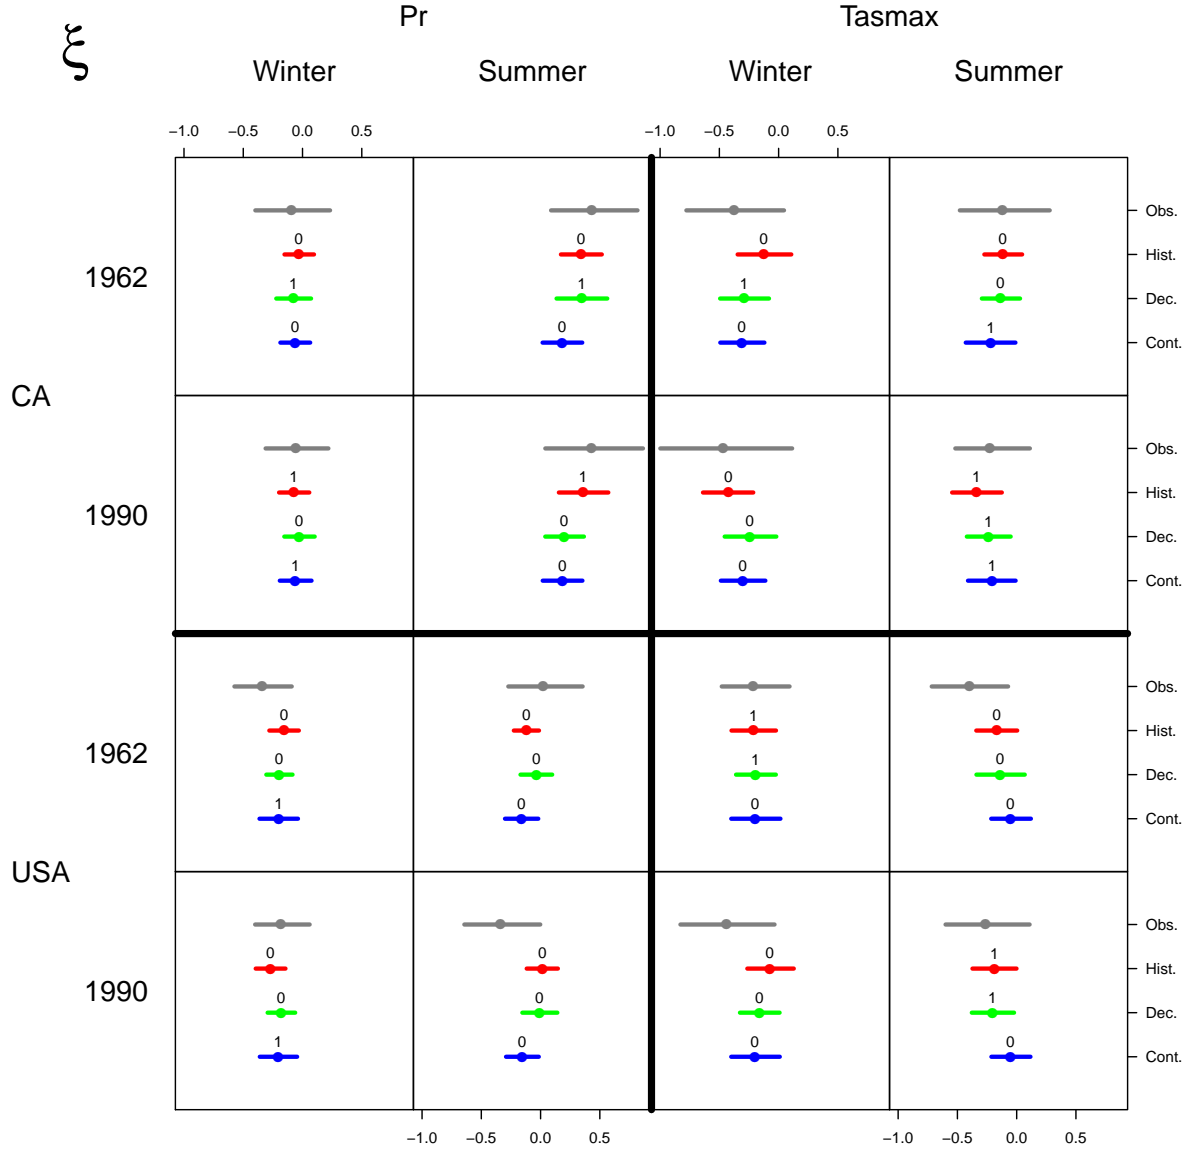 Pr Tasmax
ξ
Winter Summer Winter Summer
−1.0 −0.5 0.0 0.5 −1.0 −0.5 0.0 0.5
Obs.
0 0 0 0 Hist.
1962 1 1 1 0 Dec.
0 0 0 1 Cont.
CA
Obs.
1 1 0 1 Hist.
1990 0 0 0 1 Dec.
1 0 0 1 Cont.
Obs.
0 0 1 0 Hist.
1962 0 0 1 0 Dec.
1 0 0 0 Cont.
USA
Obs.
0 0 0 1 Hist.
1990 0 0 0 1 Dec.
1 0 0 0 Cont.
−1.0 −0.5 0.0 0.5 −1.0 −0.5 0.0 0.5